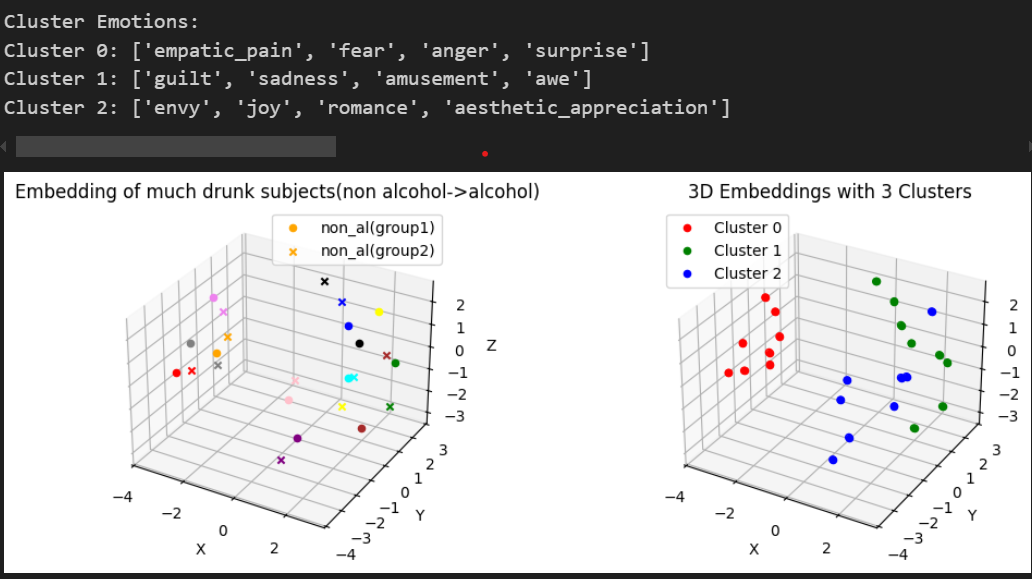 Cluster Emotions:
Cluster 0: ['empatic_pain', 'fear', 'anger', 'surprise']
Cluster 1: ['guilt', 'sadness', 'amusement', 'awe']
Cluster 2: ['envy', 'joy', 'romance', 'aesthetic_appreciation']
Embedding of much drunk subjects(non alcohol->alcohol)
non_al(group1)
non_al(group2)
2
1
0
−1
−2
−3
Z
3
2
1
0
−1
−2
−3
−4
Y
−4
−2
0
2
X
3D Embeddings with 3 Clusters
Cluster 0
Cluster 1
Cluster 2
2
1
0
−1
−2
−3
3
2
1
0
−1
−2
−3
−4
Y
−4
−2
0
2
X